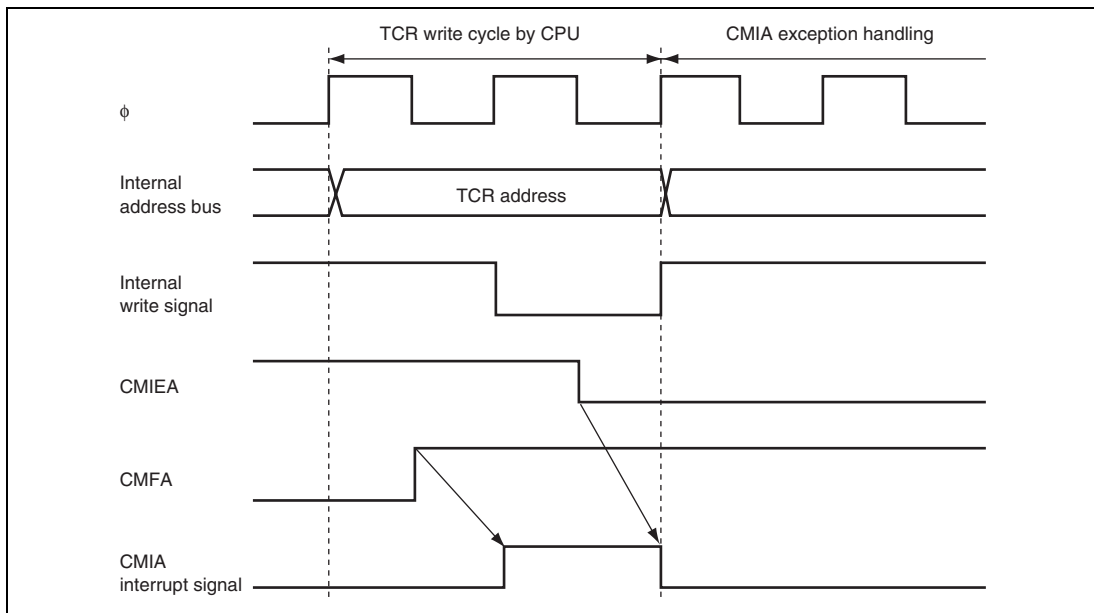 TCR write cycle by CPU
CMIA exception handling
ϕ
Internal
address bus
TCR address
Internal
write signal
CMIEA
CMFA
CMIA
interrupt signal